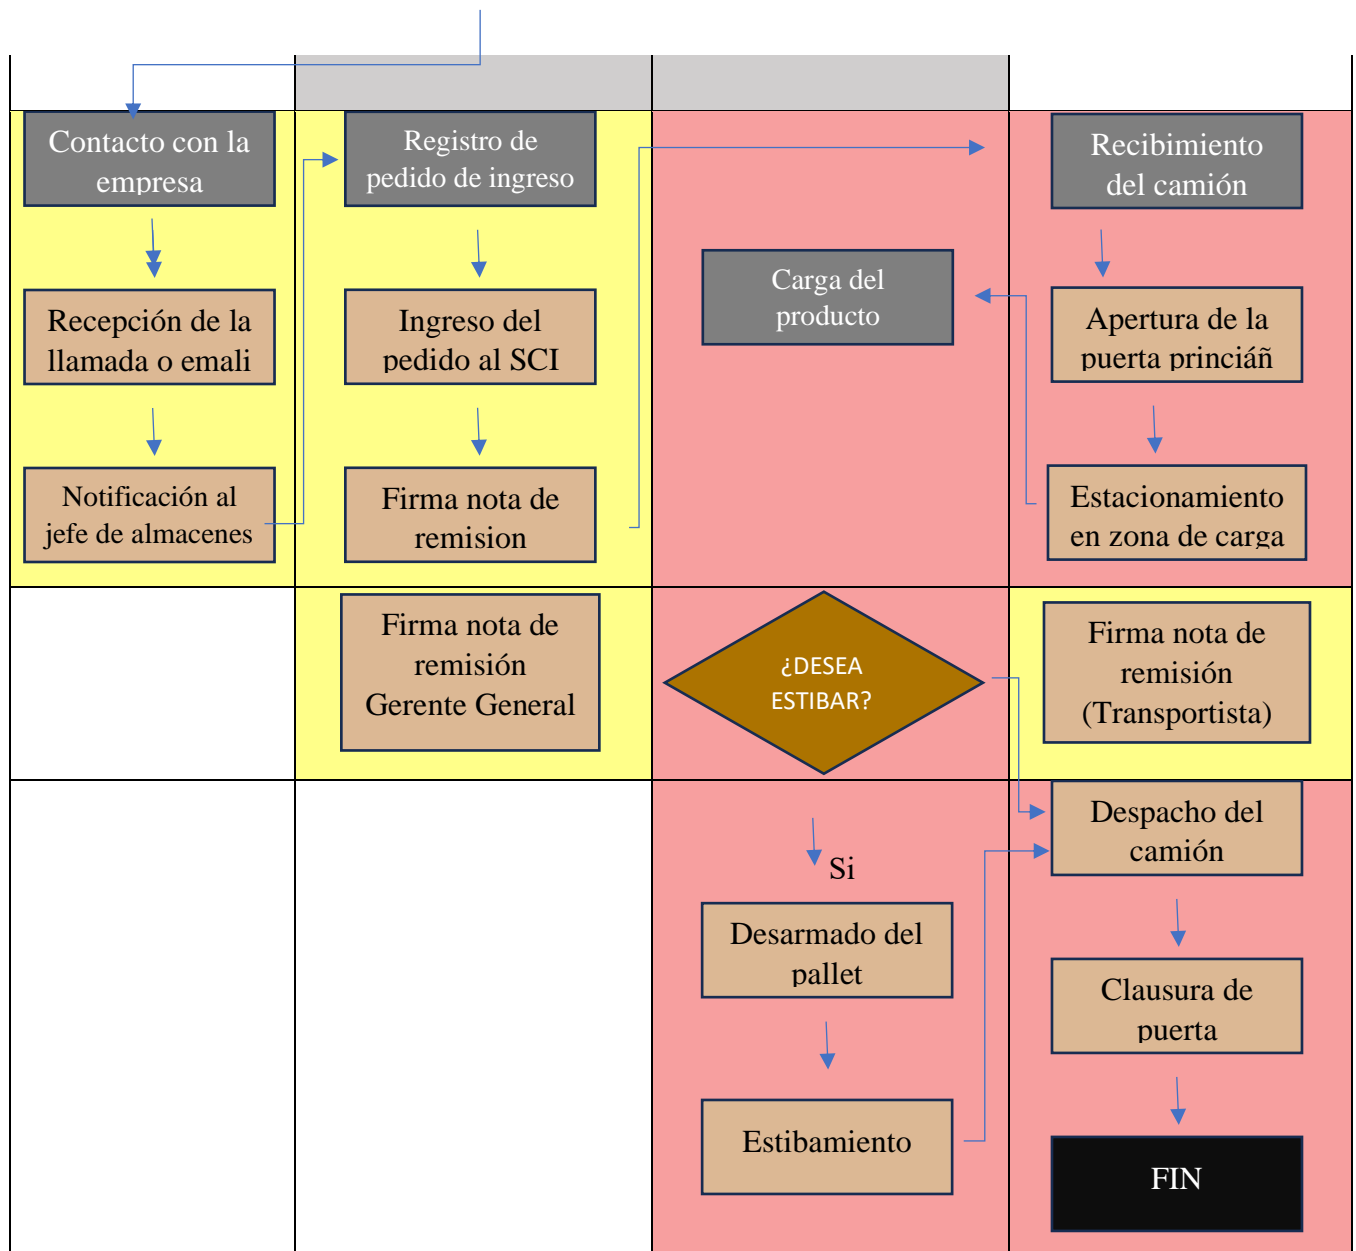 Contacto con la
empresa
Recepción de la
llamada o emali
Notificación al
jefe de almacenes
Registro de
pedido de ingreso
Ingreso del
pedido al SCI
Firma nota de
remision
Firma nota de
remisión
Gerente General
Carga del
producto
¿DESEA
ESTIBAR?
Si
Desarmado del
pallet
Estibamiento
Recibimiento
del camión
Apertura de la
puerta princiáñ
Estacionamiento
en zona de carga
Firma nota de
remisión
(Transportista)
Despacho del
camión
Clausura de
puerta
FIN